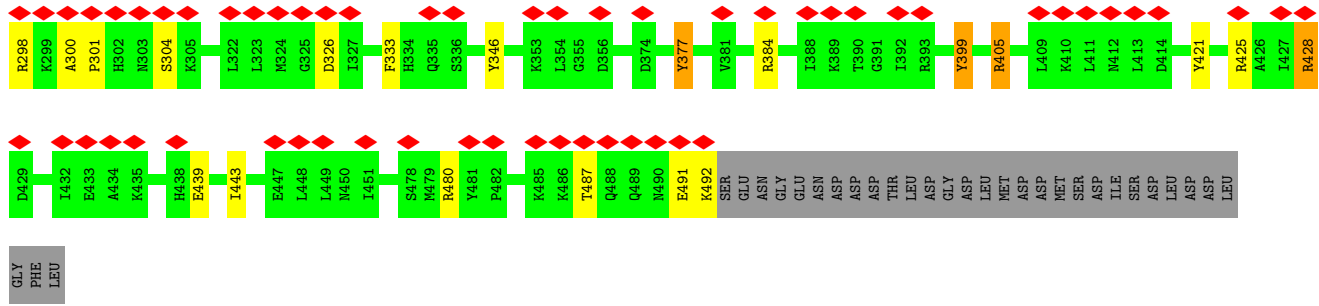 R298 K299 A300 P301 H302 N303 S304 K305 L322 L323 M324 G325 D326 I327 F333 H334 Q335 S336 Y346 K353 L354 G355 D356 D374 Y377 V381 R384 I388 K389 T390 G391 I392 R393 Y399 R405 L409 K410 L411 N412 L413 D414 Y421 R425 A426 I427 R428
D429 I432 E433 A434 K435 H438 E439 I443 E447 L448 L449 N450 I451 S478 M479 R480 Y481 P482 K485 K486 T487 Q488 Q489 N490 E491 K492 SER GLU ASN GLY GLU ASN ASP ASP ASP THR LEU ASP GLY ASP LEU MET ASP ASP MET SER ASP ILE SER ASP LEU ASP ASP LEU
GLY PHE LEU